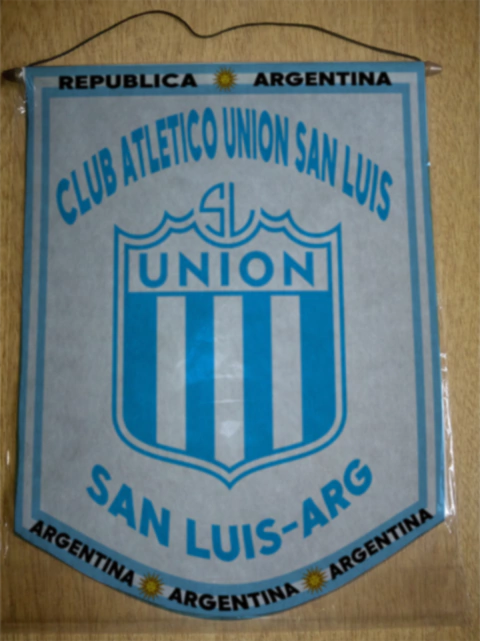 REPUBLICA ARGENTINA
CLUB ATLETICO UNION SAN LUIS
SL
UNION
SAN LUIS-ARG
ARGENTINA ARGENTINA ARGENTINA